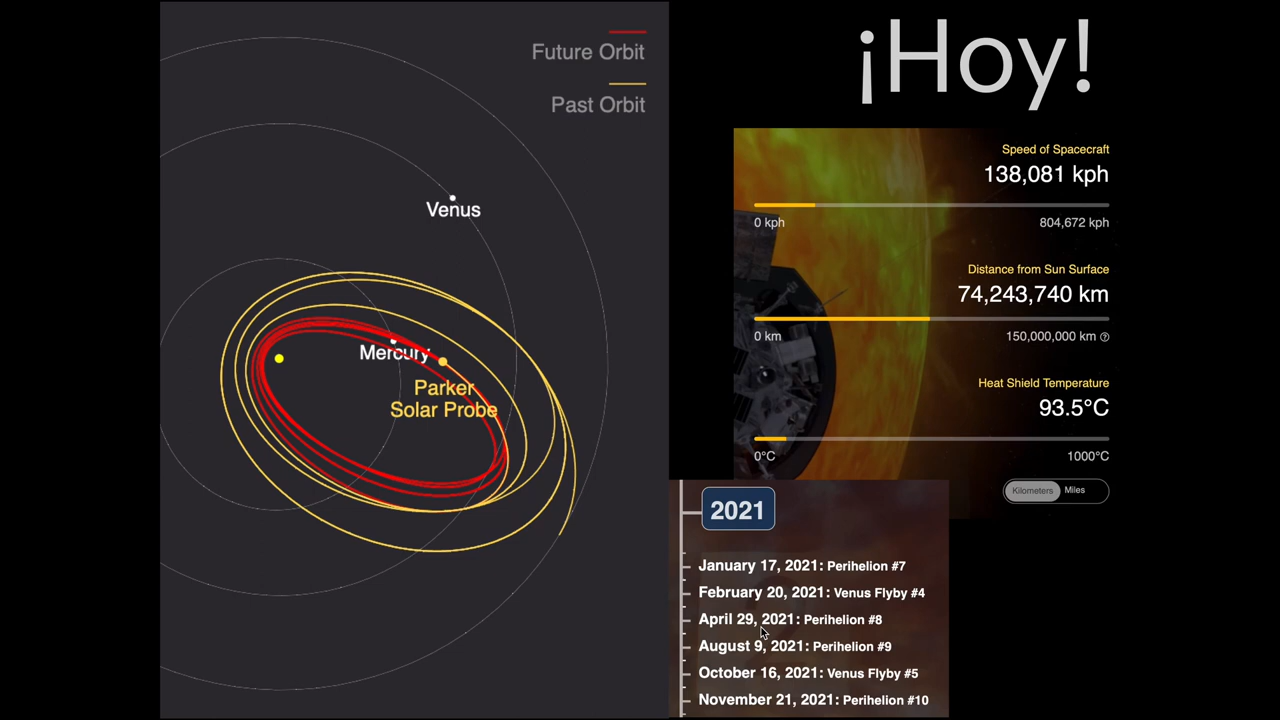 Future Orbit
Past Orbit
Venus
Mercury
Parker
Solar Probe
¡Hoy!
Speed of Spacecraft
138,081 kph
0 kph 804,672 kph
Distance from Sun Surface
74,243,740 km
0 km 150,000,000 km ?
Heat Shield Temperature
93.5°C
0°C 1000°C
Kilometers Miles
2021
January 17, 2021: Perihelion #7
February 20, 2021: Venus Flyby #4
April 29, 2021: Perihelion #8
August 9, 2021: Perihelion #9
October 16, 2021: Venus Flyby #5
November 21, 2021: Perihelion #10